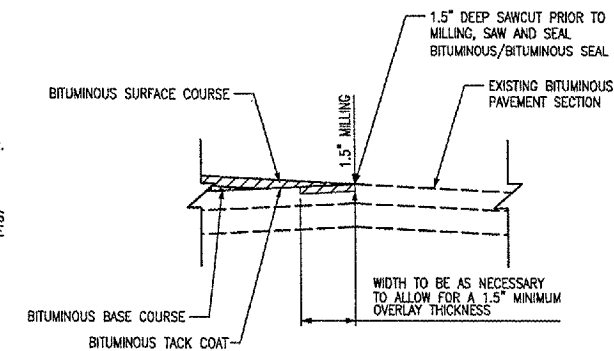 1.5" DEEP SAWCUT PRIOR TO
MILLING, SAW AND SEAL
BITUMINOUS/BITUMINOUS SEAL
BITUMINOUS SURFACE COURSE
EXISTING BITUMINOUS
PAVEMENT SECTION
1.5" MILLING
WIDTH TO BE AS NECESSARY
TO ALLOW FOR A 1.5" MINIMUM
OVERLAY THICKNESS
BITUMINOUS BASE COURSE
BITUMINOUS TACK COAT